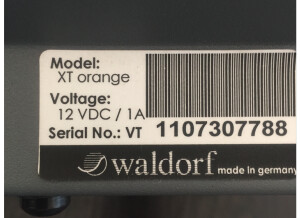 Model:
XT orange
Voltage:
12 VDC / 1A
Serial No.: VT 1107307788
waldorf made in germany